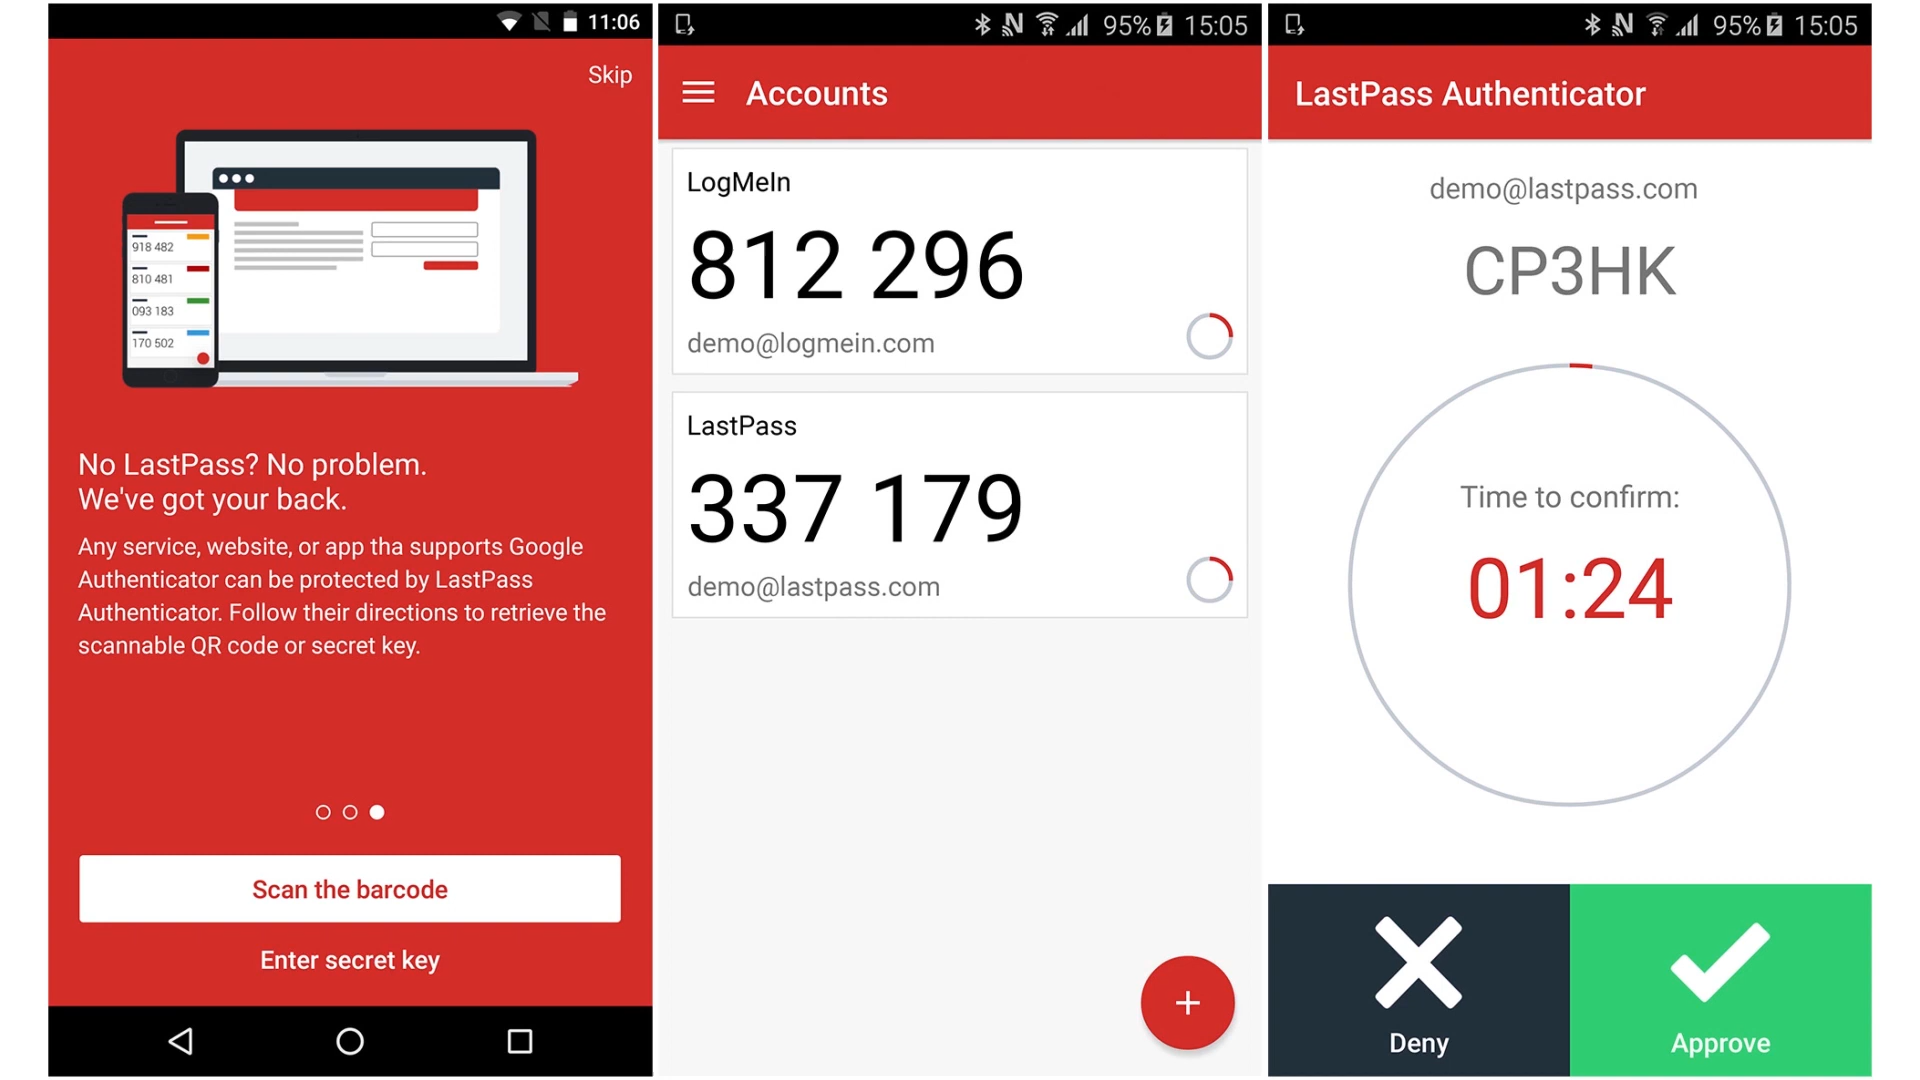 11:06
Skip
918 482
810 481
093 183
170 502
No LastPass? No problem.
We've got your back.
Any service, website, or app tha supports Google
Authenticator can be protected by LastPass
Authenticator. Follow their directions to retrieve the
scannable QR code or secret key.
Scan the barcode
Enter secret key
95% 15:05
Accounts
LogMeIn
812 296
demo@logmein.com
LastPass
337 179
demo@lastpass.com
+
95% 15:05
LastPass Authenticator
demo@lastpass.com
CP3HK
Time to confirm:
01:24
Deny
Approve